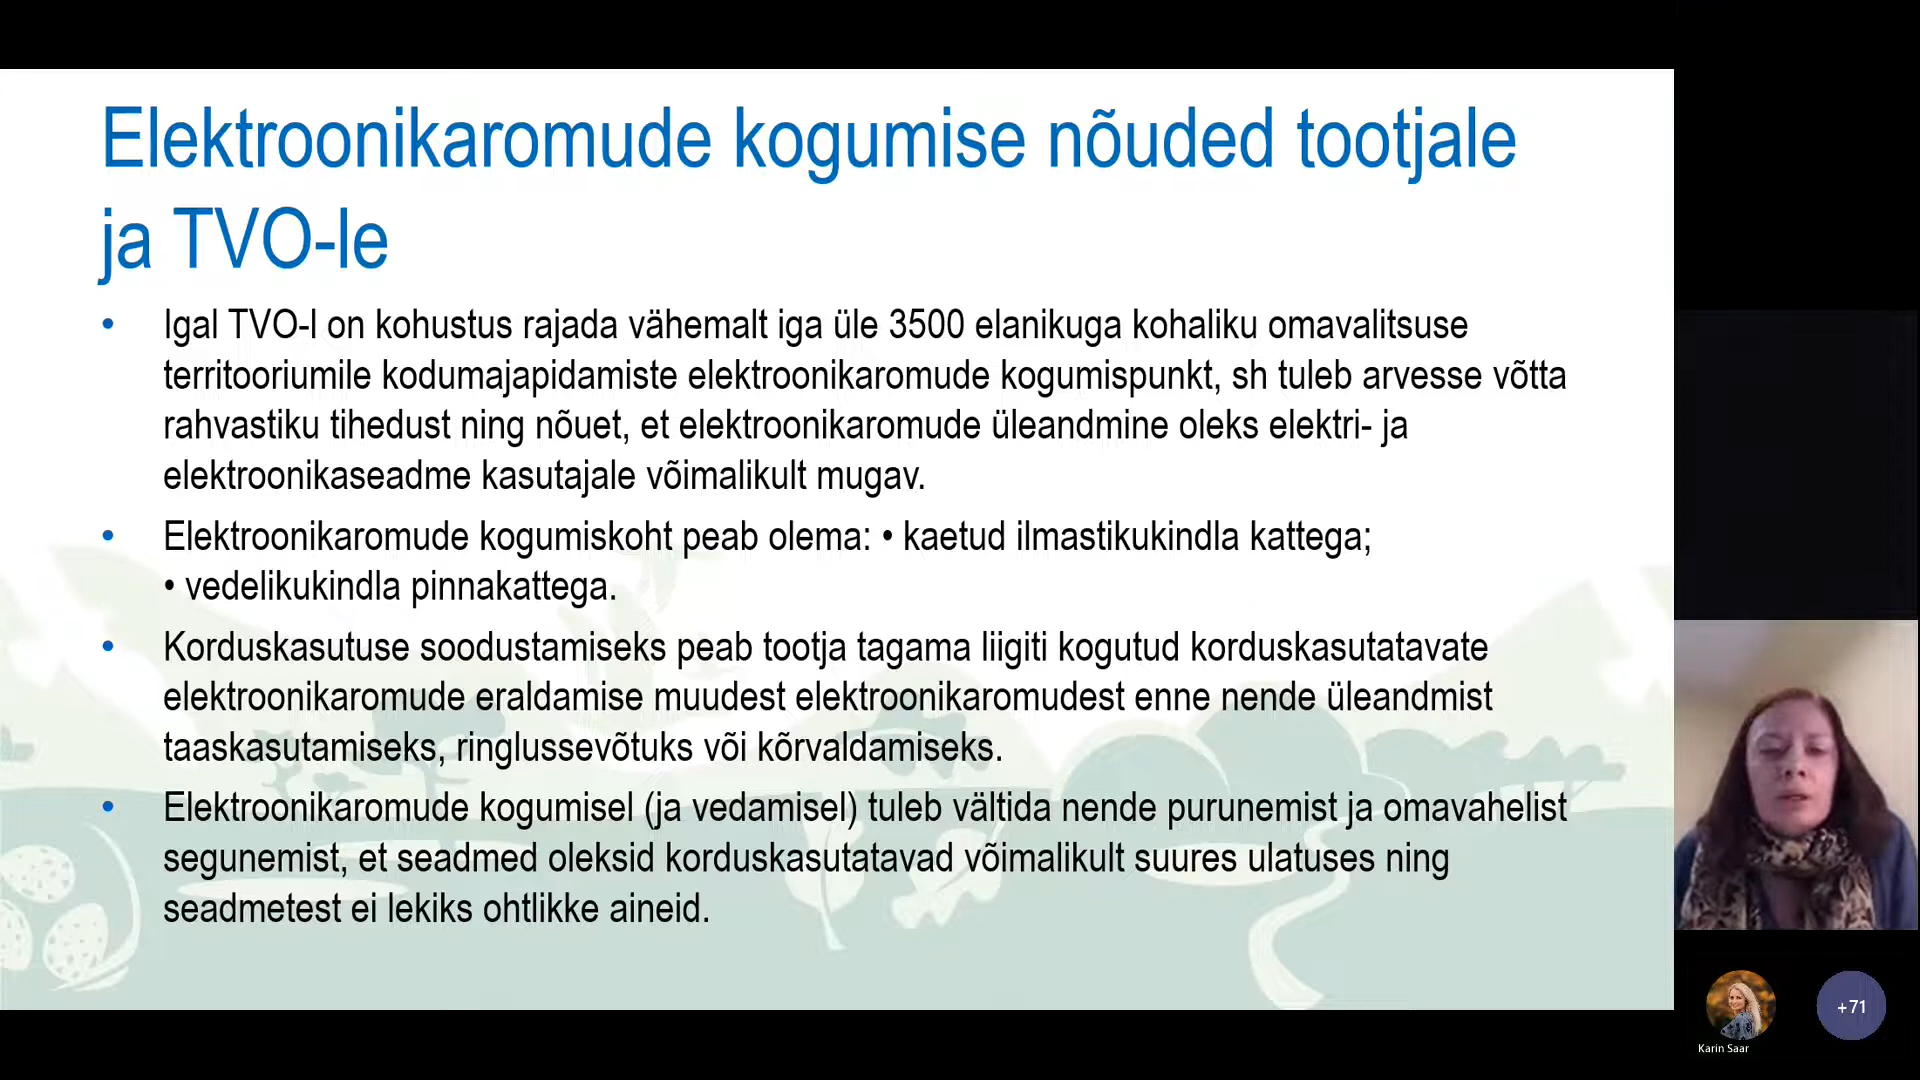 Elektroonikaromude kogumise nõuded tootjale
ja TVO-le
• Igal TVO-l on kohustus rajada vähemalt iga üle 3500 elanikuga kohaliku omavalitsuse
territooriumile kodumajapidamiste elektroonikaromude kogumispunkt, sh tuleb arvesse võtta
rahvastiku tihedust ning nõuet, et elektroonikaromude üleandmine oleks elektri- ja
elektroonikaseadme kasutajale võimalikult mugav.
• Elektroonikaromude kogumiskoht peab olema: • kaetud ilmastikukindla kattega;
• vedelikukindla pinnakattega.
• Korduskasutuse soodustamiseks peab tootja tagama liigiti kogutud korduskasutatavate
elektroonikaromude eraldamise muudest elektroonikaromudest enne nende üleandmist
taaskasutamiseks, ringlussevõtuks või kõrvaldamiseks.
• Elektroonikaromude kogumisel (ja vedamisel) tuleb vältida nende purunemist ja omavahelist
segunemist, et seadmed oleksid korduskasutatavad võimalikult suures ulatuses ning
seadmetest ei lekiks ohtlikke aineid.
+71
Karin Saar